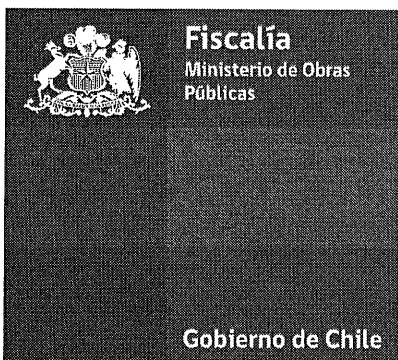 Fiscalía
Ministerio de Obras
Públicas
Gobierno de Chile